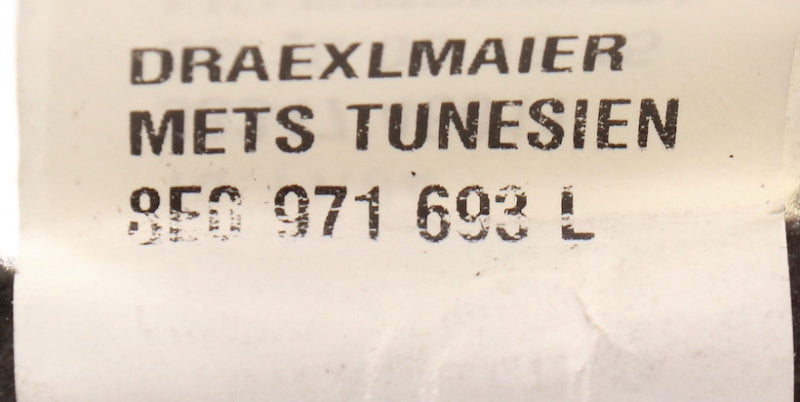 DRAEXLMAIER
METS TUNESIEN
8E0 971 693 L